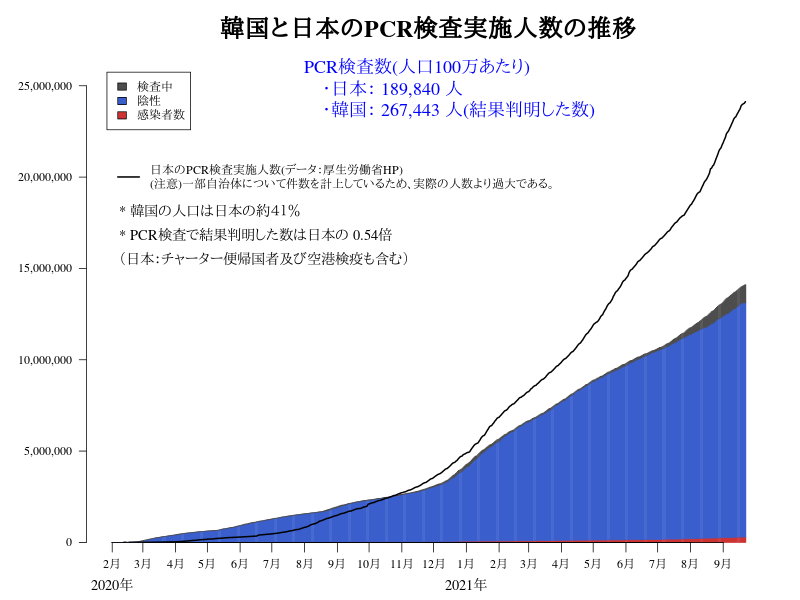 韓国と日本のPCR検査実施人数の推移
PCR検査数(人口100万あたり)
・日本: 189,840 人
・韓国: 267,443 人(結果判明した数)
検査中
陰性
感染者数
日本のPCR検査実施人数(データ:厚生労働省HP)
(注意)一部自治体について件数を計上しているため、実際の人数より過大である。
* 韓国の人口は日本の約41%
* PCR検査で結果判明した数は日本の 0.54倍
(日本:チャーター便帰国者及び空港検疫も含む)
25,000,000
20,000,000
15,000,000
10,000,000
5,000,000
0
2月 3月 4月 5月 6月 7月 8月 9月 10月 11月 12月 1月 2月 3月 4月 5月 6月 7月 8月 9月
2020年 2021年